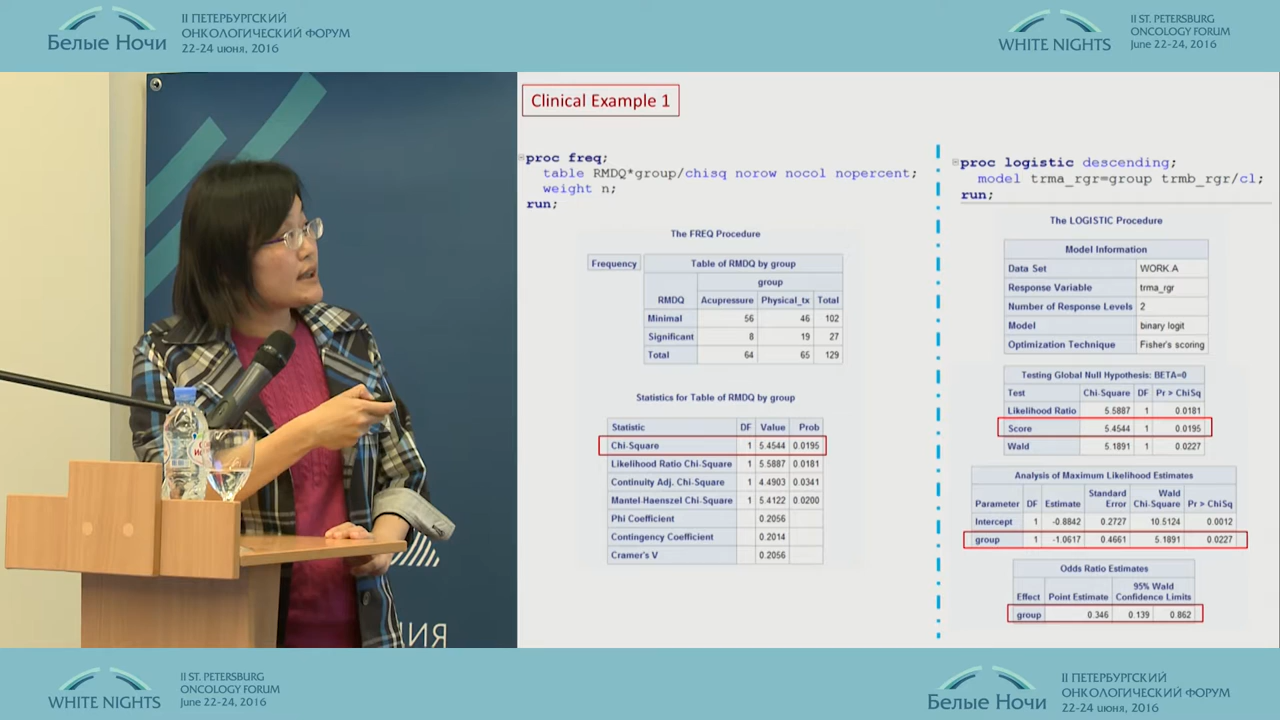 II ПЕТЕРБУРГСКИЙ
ОНКОЛОГИЧЕСКИЙ ФОРУМ
22-24 июня, 2016
Белые Ночи
WHITE NIGHTS
II ST. PETERSBURG
ONCOLOGY FORUM
June 22-24, 2016
Clinical Example 1
proc freq;
table RMDQ*group/chisq norow nocol nopercent;
weight n;
run;
The FREQ Procedure
Frequency
Table of RMDQ by group
group
RMDQ Acupressure Physical_tx Total
Minimal 56 46 102
Significant 8 19 27
Total 64 65 129
Statistics for Table of RMDQ by group
Statistic DF Value Prob
Chi-Square 1 5.4544 0.0195
Likelihood Ratio Chi-Square 1 5.5887 0.0181
Continuity Adj. Chi-Square 1 4.4903 0.0341
Mantel-Haenszel Chi-Square 1 5.4122 0.0200
Phi Coefficient 0.2056
Contingency Coefficient 0.2014
Cramer's V 0.2056
proc logistic descending;
model trma_rgr=group trmb_rgr/cl;
run;
The LOGISTIC Procedure
Model Information
Data Set WORK.A
Response Variable trma_rgr
Number of Response Levels 2
Model binary logit
Optimization Technique Fisher's scoring
Testing Global Null Hypothesis: BETA=0
Test Chi-Square DF Pr > ChiSq
Likelihood Ratio 5.5887 1 0.0181
Score 5.4544 1 0.0195
Wald 5.1891 1 0.0227
Analysis of Maximum Likelihood Estimates
Parameter DF Estimate Standard Error Wald Chi-Square Pr > ChiSq
Intercept 1 -0.8842 0.2727 10.5124 0.0012
group 1 -1.0617 0.4661 5.1891 0.0227
Odds Ratio Estimates
Effect Point Estimate 95% Wald Confidence Limits
group 0.346 0.139 0.862
WHITE NIGHTS
II ST. PETERSBURG
ONCOLOGY FORUM
June 22-24, 2016
Белые Ночи
II ПЕТЕРБУРГСКИЙ
ОНКОЛОГИЧЕСКИЙ ФОРУМ
22-24 июня, 2016